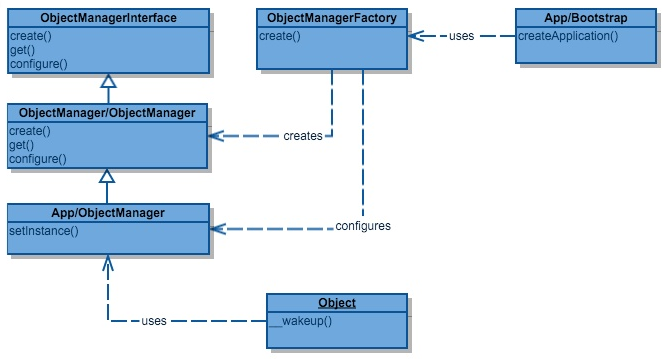 ObjectManagerInterface
create()
get()
configure()
ObjectManagerFactory
create()
App/Bootstrap
createApplication()
uses
ObjectManager/ObjectManager
create()
get()
configure()
creates
App/ObjectManager
setInstance()
configures
Object
__wakeup()
uses